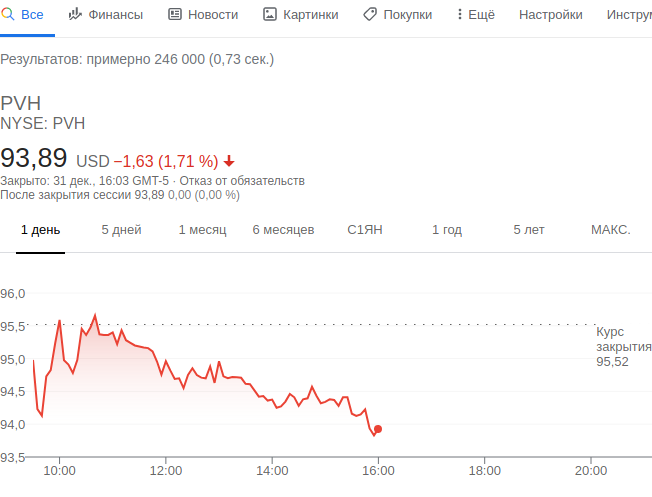 Все Финансы Новости Картинки Покупки Ещё Настройки
Результатов: примерно 246 000 (0,73 сек.)
PVH
NYSE: PVH
93,89 USD −1,63 (1,71 %)
Закрыто: 31 дек., 16:03 GMT-5 · Отказ от обязательств
После закрытия сессии 93,89 0,00 (0,00 %)
1 день 5 дней 1 месяц 6 месяцев С1ЯН 1 год 5 лет МАКС.
96,0
95,5
Курс
закрытия
95,52
95,0
94,5
94,0
93,5
10:00 12:00 14:00 16:00 18:00 20:00